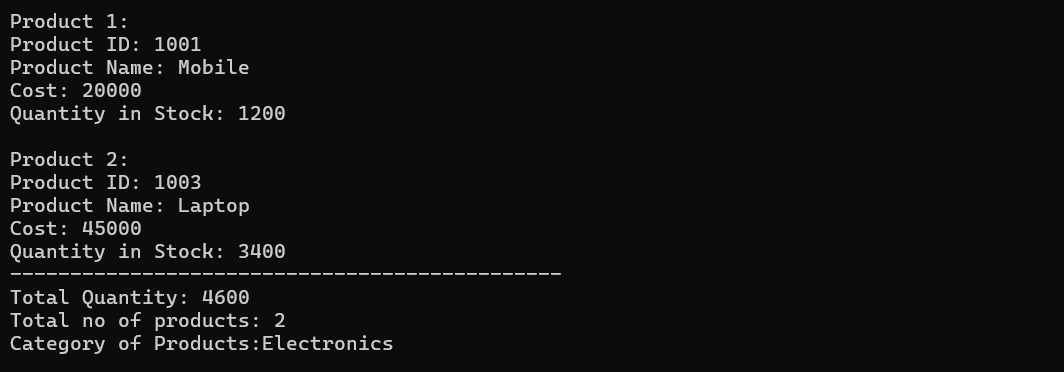 Product 1:
Product ID: 1001
Product Name: Mobile
Cost: 20000
Quantity in Stock: 1200

Product 2:
Product ID: 1003
Product Name: Laptop
Cost: 45000
Quantity in Stock: 3400
----------------------------------------------
Total Quantity: 4600
Total no of products: 2
Category of Products:Electronics